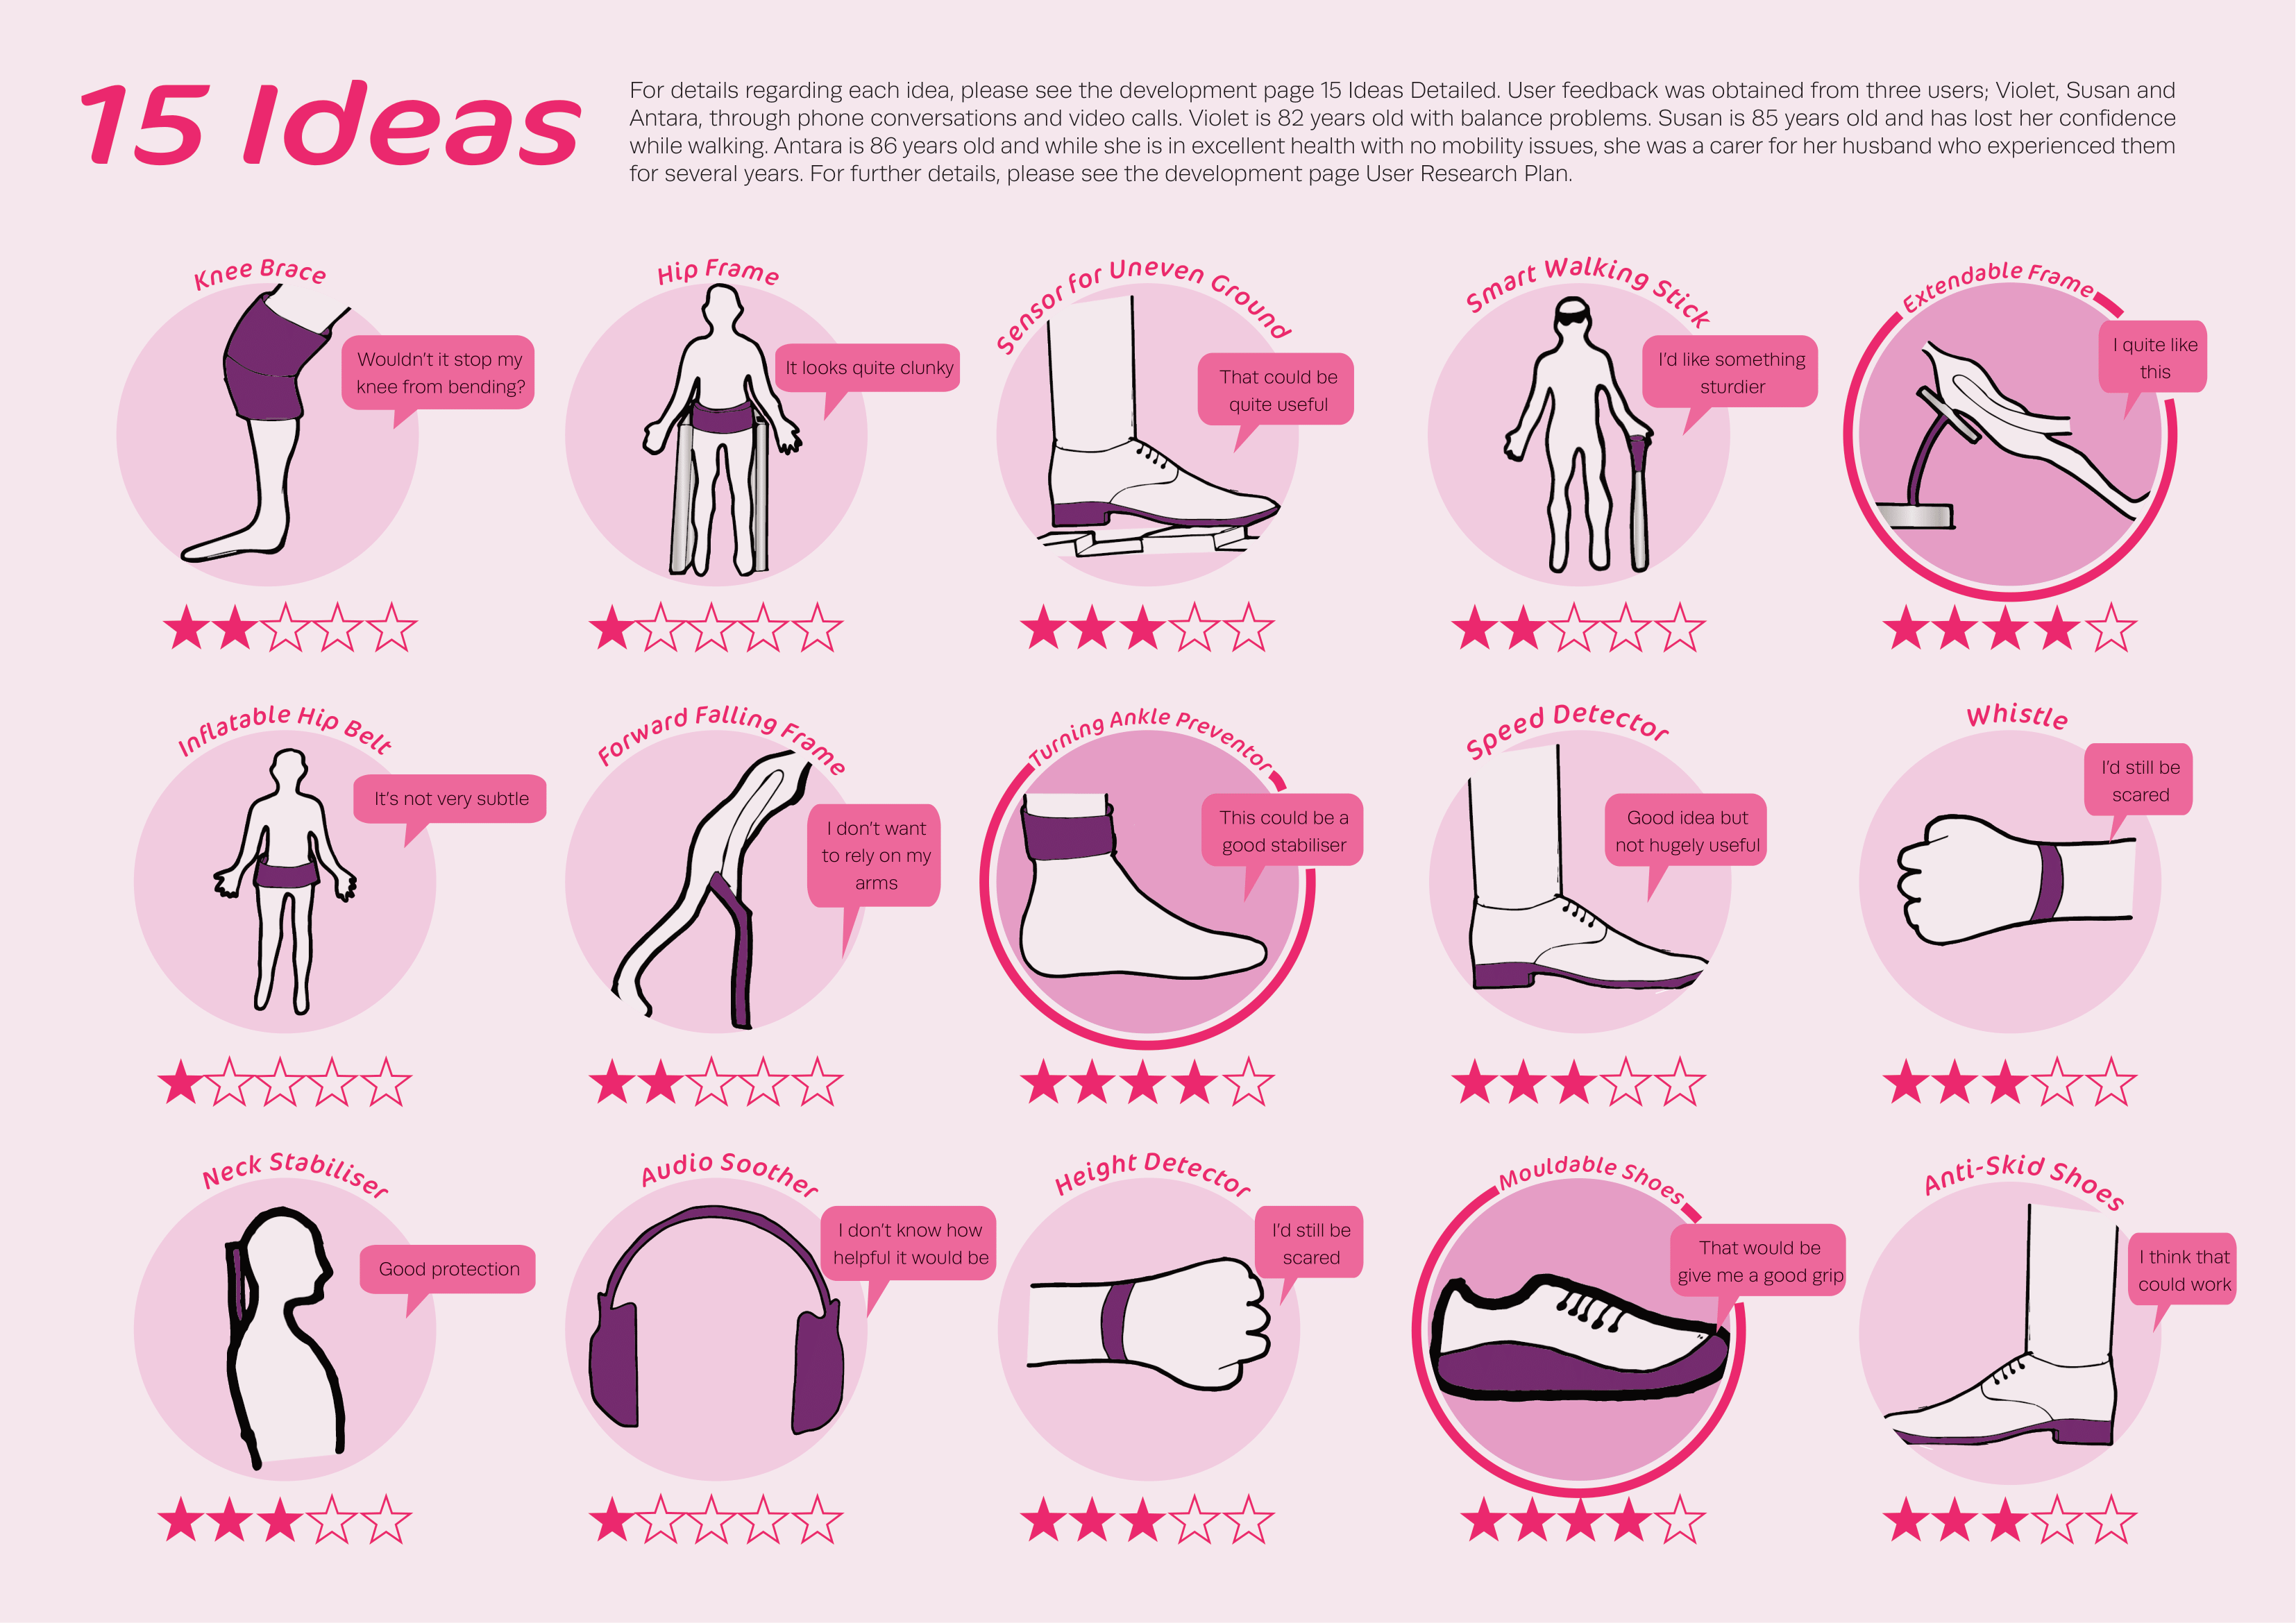 15 Ideas
For details regarding each idea, please see the development page 15 Ideas Detailed. User feedback was obtained from three users; Violet, Susan and
Antara, through phone conversations and video calls. Violet is 82 years old with balance problems. Susan is 85 years old and has lost her confidence
while walking. Antara is 86 years old and while she is in excellent health with no mobility issues, she was a carer for her husband who experienced them
for several years. For further details, please see the development page User Research Plan.
Knee Brace
Wouldn't it stop my
knee from bending?
Hip Frame
It looks quite clunky
Sensor for Uneven Ground
That could be
quite useful
Smart Walking Stick
I'd like something
sturdier
Extendable Frame
I quite like
this
Inflatable Hip Belt
It's not very subtle
Forward Falling Frame
I don't want
to rely on my
arms
Turning Ankle Preventor
This could be a
good stabiliser
Speed Detector
Good idea but
not hugely useful
Whistle
I'd still be
scared
Neck Stabiliser
Good protection
Audio Soother
I don't know how
helpful it would be
Height Detector
I'd still be
scared
Mouldable Shoes
That would be
give me a good grip
Anti-Skid Shoes
I think that
could work